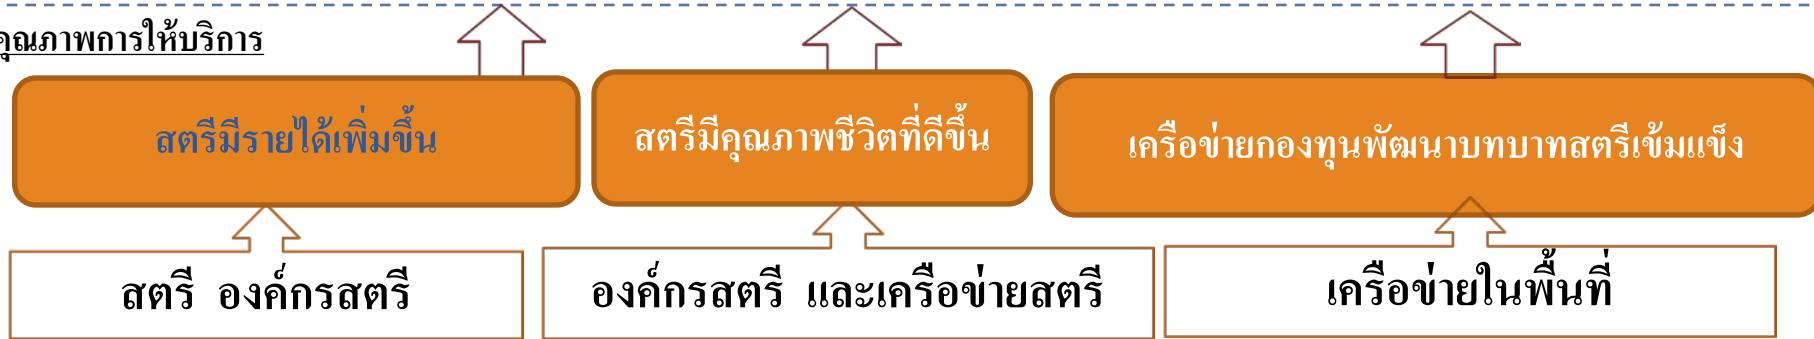 คุณภาพการให้บริการ
สตรีมีรายได้เพิ่มขึ้น
สตรีมีคุณภาพชีวิตที่ดีขึ้น
เครือข่ายกองทุนพัฒนาบทบาทสตรีเข้มแข็ง
สตรี องค์กรสตรี
องค์กรสตรี และเครือข่ายสตรี
เครือข่ายในพื้นที่